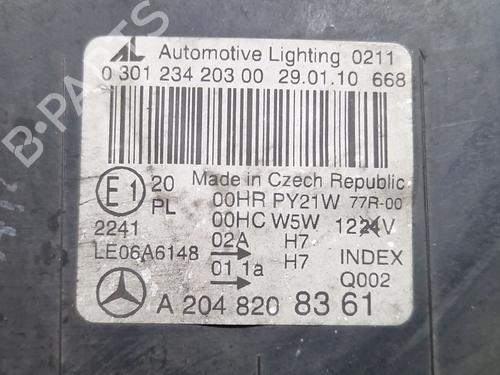 AL Automotive Lighting 0211
0 301 234 203 00 29.01.10 668
Made in Czech Republic
E1 20 00HR PY21W 77R-00
PL 00HC W5W 1224V
2241 02A H7
LE06A6148 01 1a H7 INDEX
Q002
A 204 820 83 61
B-PARTS